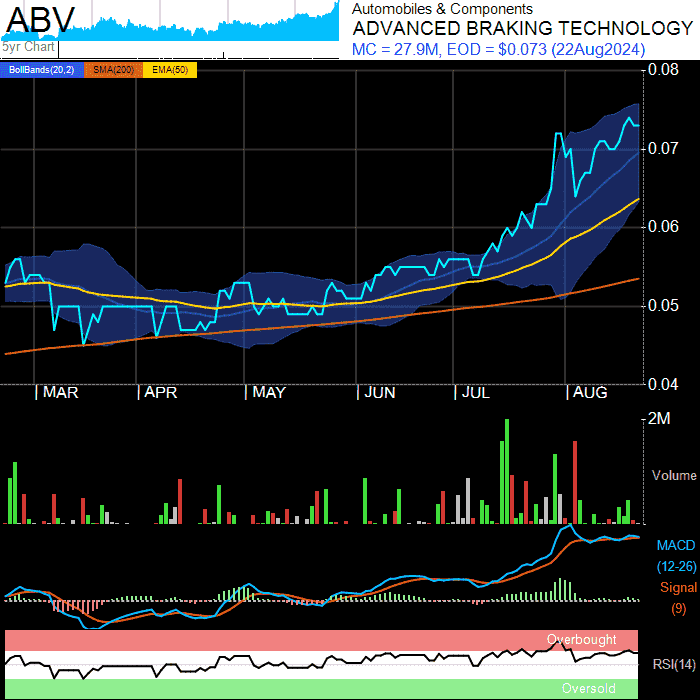 ABV
5yr Chart
Automobiles & Components
ADVANCED BRAKING TECHNOLOGY
MC = 27.9M, EOD = $0.073 (22Aug2024)
BollBands(20,2) SMA(200) EMA(50)
0.08
0.07
0.06
0.05
0.04
MAR APR MAY JUN JUL AUG
2M
Volume
MACD
(12-26)
Signal
(9)
Overbought
RSI(14)
Oversold